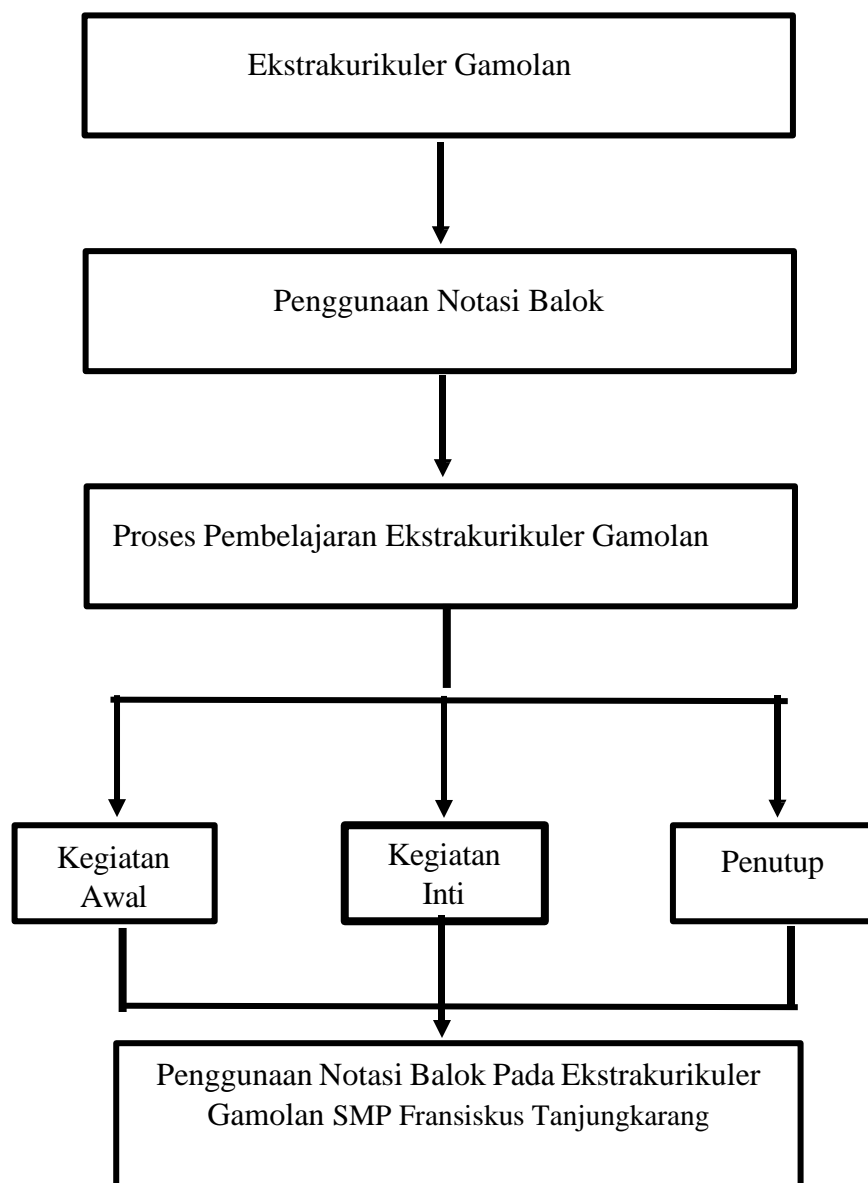 Ekstrakurikuler Gamolan
Penggunaan Notasi Balok
Proses Pembelajaran Ekstrakurikuler Gamolan
Kegiatan
Awal
Kegiatan
Inti
Penutup
Penggunaan Notasi Balok Pada Ekstrakurikuler
Gamolan SMP Fransiskus Tanjungkarang